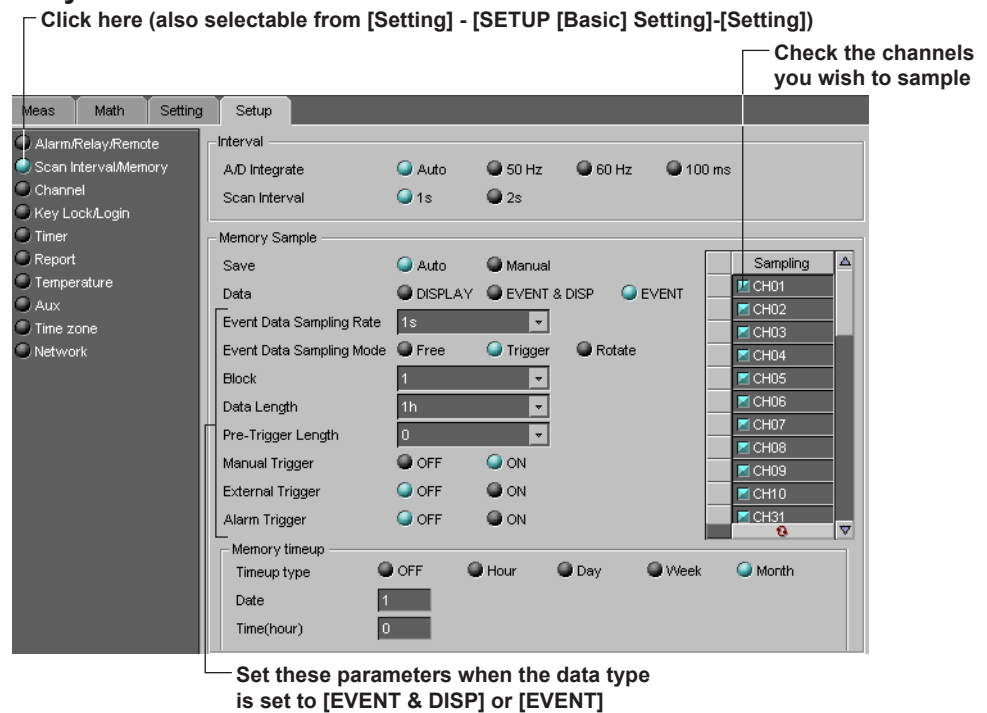 Click here (also selectable from [Setting] - [SETUP [Basic] Setting]-[Setting])
Check the channels
you wish to sample
Meas Math Setting Setup
Alarm/Relay/Remote
Scan Interval/Memory
Channel
Key Lock/Login
Timer
Report
Temperature
Aux
Time zone
Network
Interval
A/D Integrate Auto 50 Hz 60 Hz 100 ms
Scan Interval 1s 2s
Memory Sample
Save Auto Manual
Data DISPLAY EVENT & DISP EVENT
Event Data Sampling Rate 1s
Event Data Sampling Mode Free Trigger Rotate
Block 1
Data Length 1h
Pre-Trigger Length 0
Manual Trigger OFF ON
External Trigger OFF ON
Alarm Trigger OFF ON
Sampling
CH01
CH02
CH03
CH04
CH05
CH06
CH07
CH08
CH09
CH10
CH31
Memory timeup
Timeup type OFF Hour Day Week Month
Date 1
Time(hour) 0
Set these parameters when the data type
is set to [EVENT & DISP] or [EVENT]